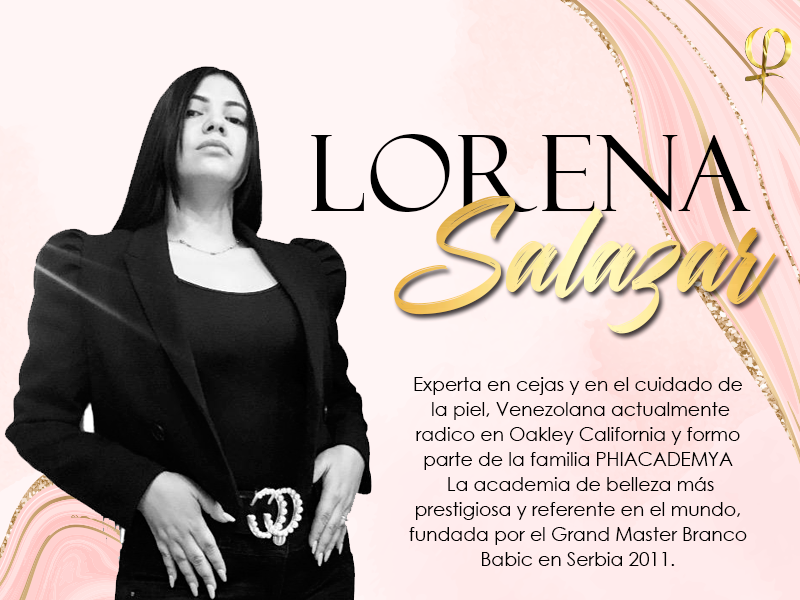 LORENA
Salazar
Experta en cejas y en el cuidado de
la piel, Venezolana actualmente
radico en Oakley California y formo
parte de la familia PHIACADEMYA
La academia de belleza más
prestigiosa y referente en el mundo,
fundada por el Grand Master Branco
Babic en Serbia 2011.